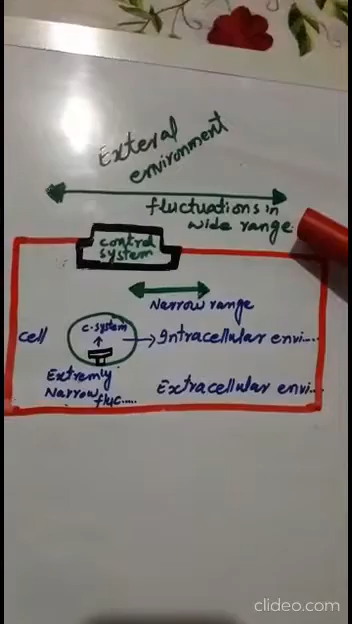 Exteral
environment
fluctuations in
wide range.
control
system
Narrow range
cell
c-system
Intracellular envi....
Extremly
Narrow
fluc.....
Extracellular envi...
clideo.com